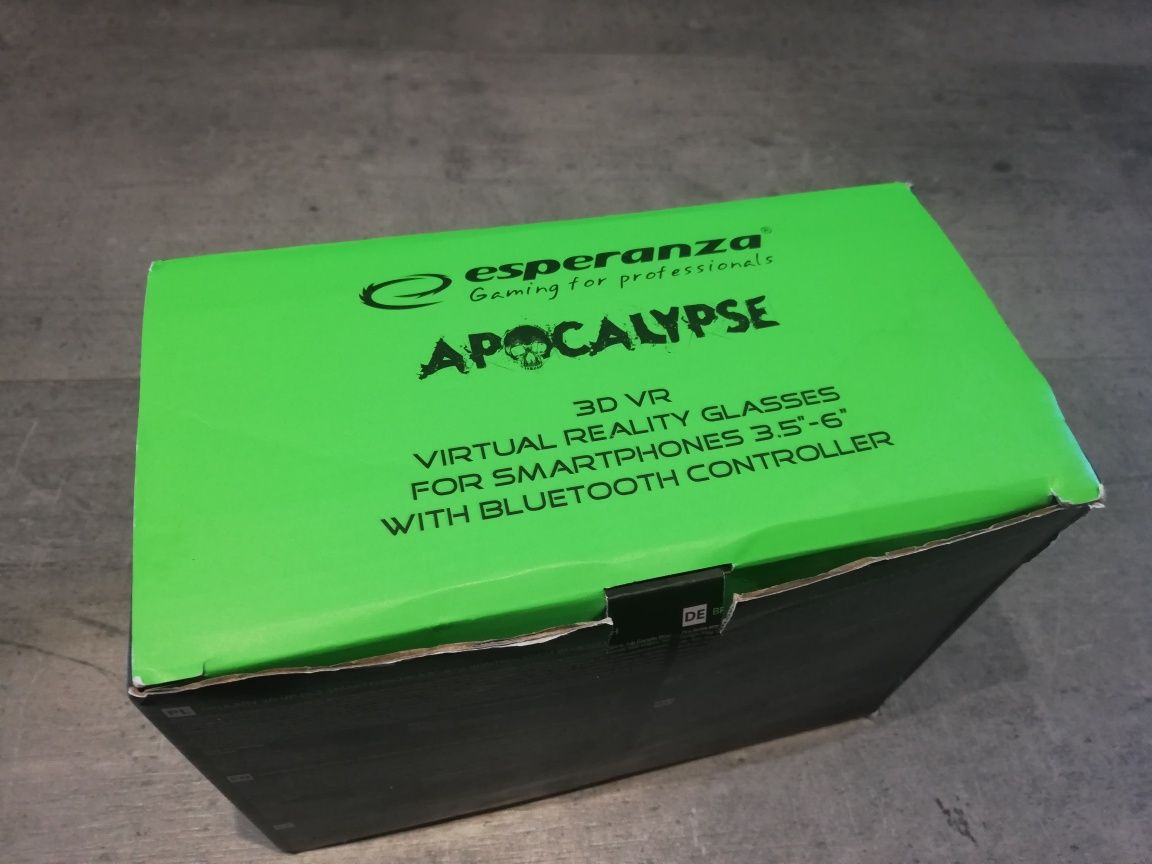 esperanza®
Gaming for professionals
APOCALYPSE
3D VR
VIRTUAL REALITY GLASSES
FOR SMARTPHONES 3.5"-6"
WITH BLUETOOTH CONTROLLER
DE
PL